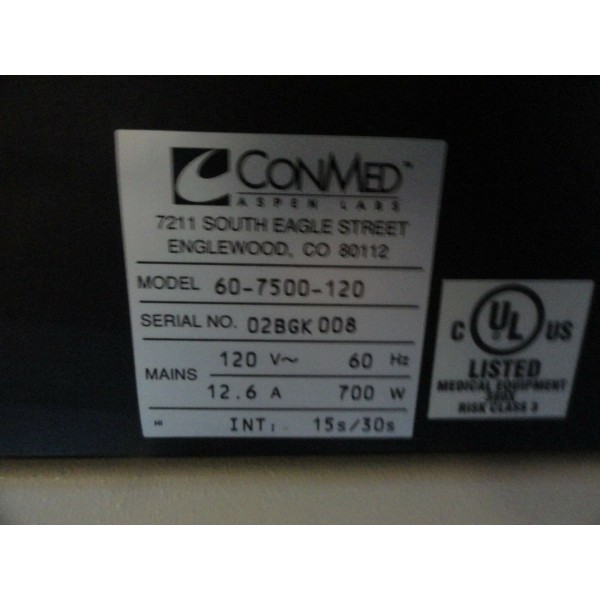 CONMED™
ASPEN LABS
7211 SOUTH EAGLE STREET
ENGLEWOOD, CO 80112
MODEL 60-7500-120
SERIAL NO. 02BGK008
MAINS
120 V~ 60 Hz
12.6 A 700 W
HI INT: 15s/30s
C UL US
LISTED
MEDICAL EQUIPMENT
RISK CLASS 3